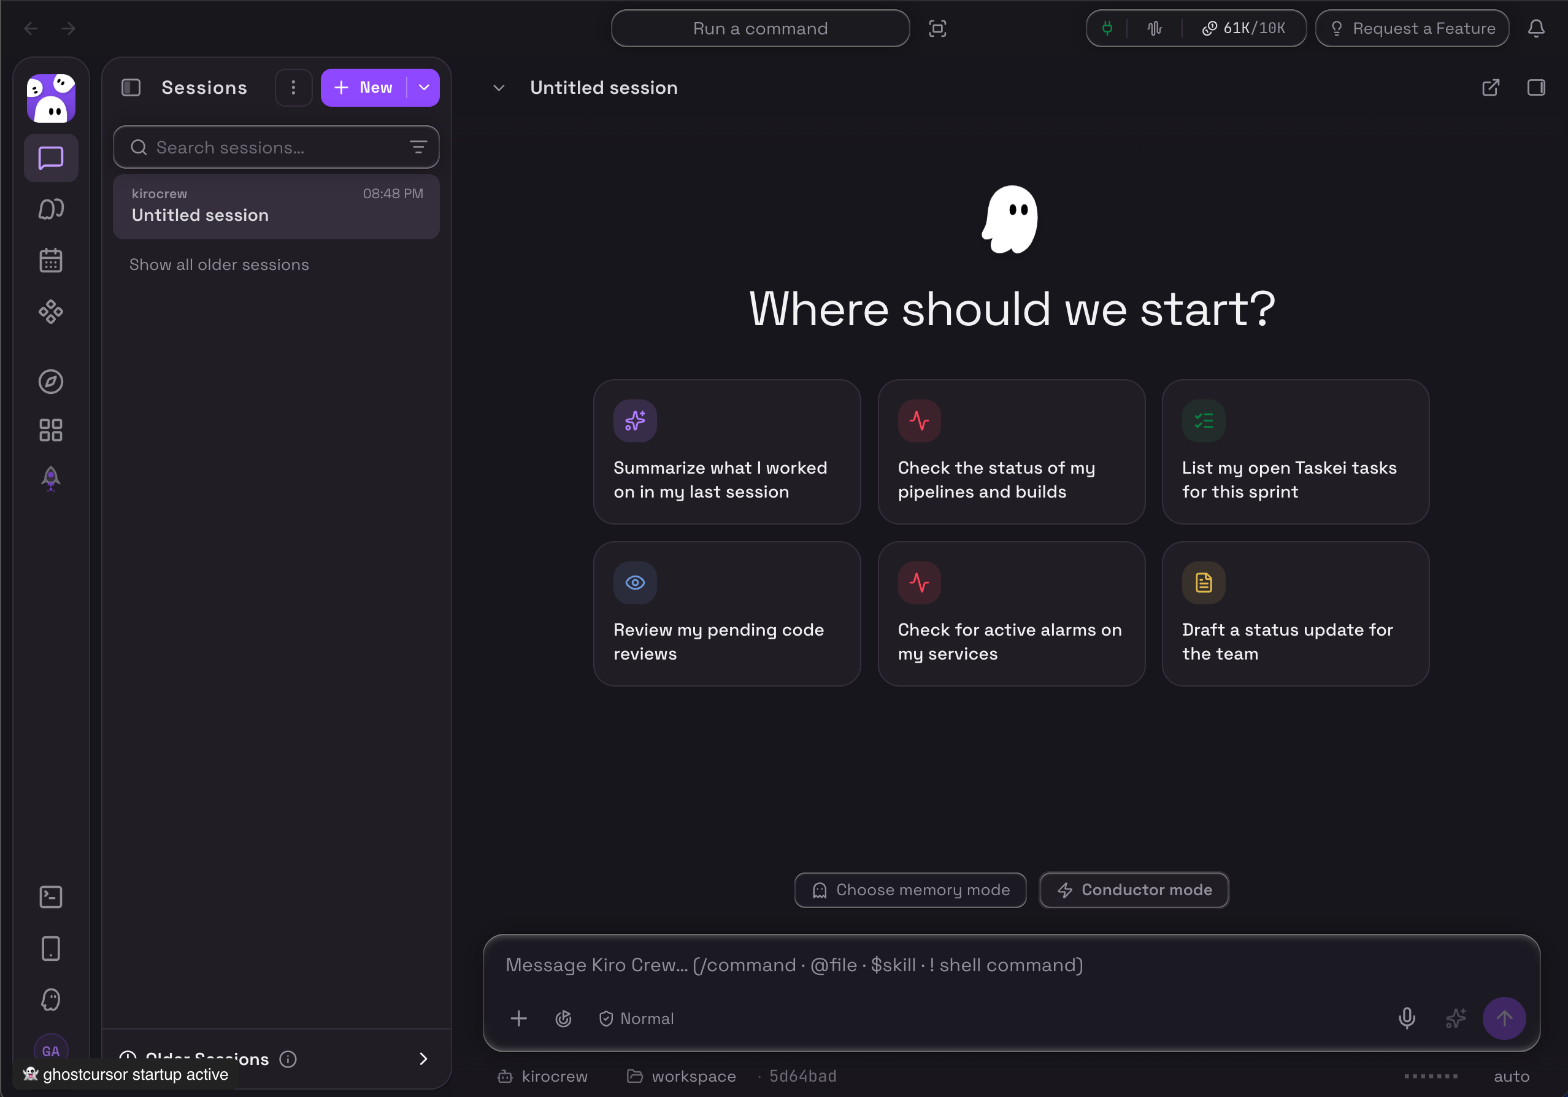 Run a command
61K/10K
Request a Feature
Sessions
New
Untitled session
Search sessions...
kirocrew
08:48 PM
Untitled session
Show all older sessions
Where should we start?
Summarize what I worked
on in my last session
Check the status of my
pipelines and builds
List my open Taskei tasks
for this sprint
Review my pending code
reviews
Check for active alarms on
my services
Draft a status update for
the team
Choose memory mode
Conductor mode
Message Kiro Crew... (/command · @file · $skill · ! shell command)
Normal
GA
Older Sessions
ghostcursor startup active
kirocrew
workspace
· 5d64bad
auto